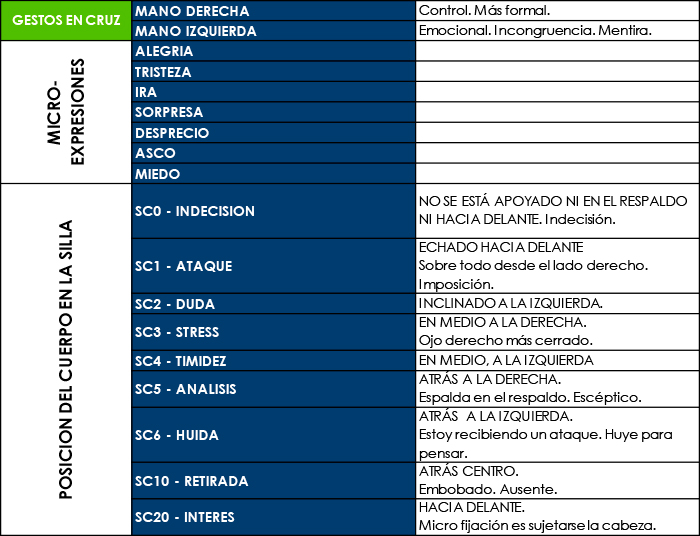 GESTOS EN CRUZ
MANO DERECHA
Control. Más formal.
MANO IZQUIERDA
Emocional. Incongruencia. Mentira.
MICRO-
EXPRESIONES
ALEGRIA
TRISTEZA
IRA
SORPRESA
DESPRECIO
ASCO
MIEDO
POSICION DEL CUERPO EN LA SILLA
SC0 - INDECISION
NO SE ESTÁ APOYADO NI EN EL RESPALDO
NI HACIA DELANTE. Indecisión.
SC1 - ATAQUE
ECHADO HACIA DELANTE
Sobre todo desde el lado derecho.
Imposición.
SC2 - DUDA
INCLINADO A LA IZQUIERDA.
SC3 - STRESS
EN MEDIO A LA DERECHA.
Ojo derecho más cerrado.
SC4 - TIMIDEZ
EN MEDIO, A LA IZQUIERDA
SC5 - ANALISIS
ATRÁS A LA DERECHA.
Espalda en el respaldo. Escéptico.
SC6 - HUIDA
ATRÁS A LA IZQUIERDA.
Estoy recibiendo un ataque. Huye para
pensar.
SC10 - RETIRADA
ATRÁS CENTRO.
Embobado. Ausente.
SC20 - INTERES
HACIA DELANTE.
Micro fijación es sujetarse la cabeza.